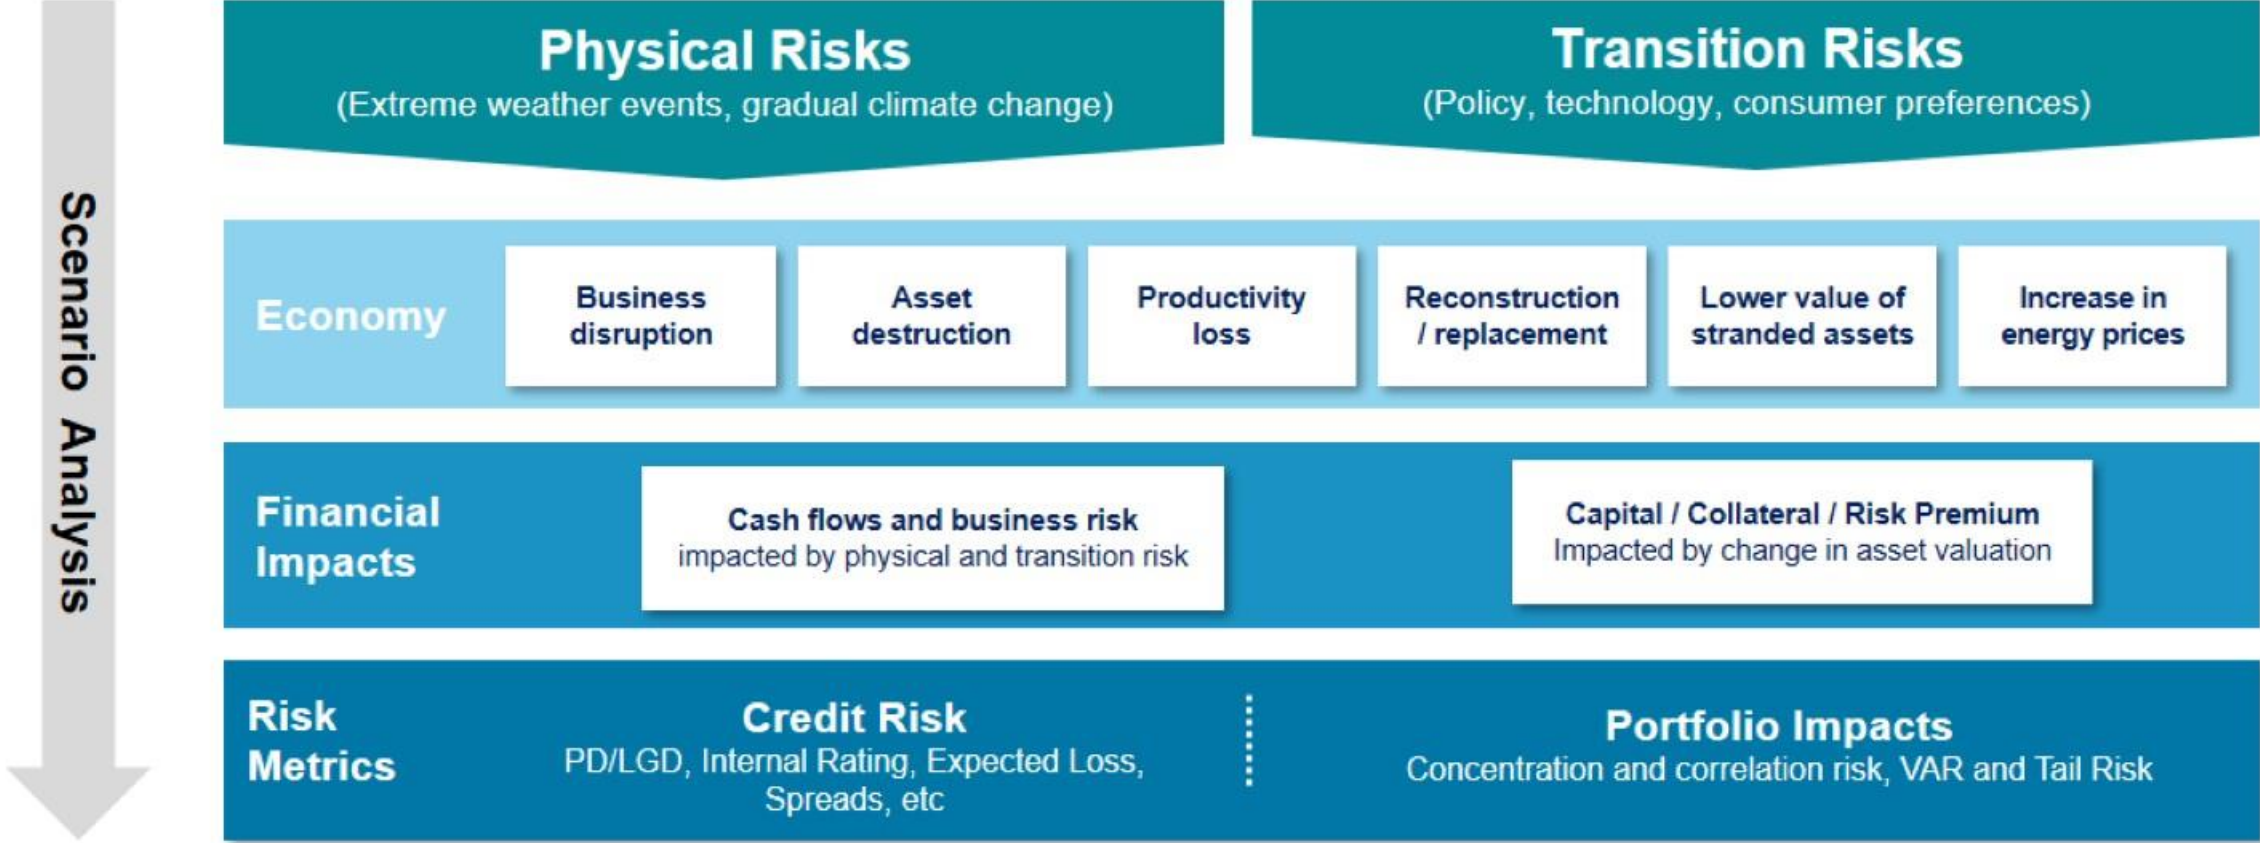 Scenario Analysis
Physical Risks
(Extreme weather events, gradual climate change)
Transition Risks
(Policy, technology, consumer preferences)
Economy
Business
disruption
Asset
destruction
Productivity
loss
Reconstruction
/ replacement
Lower value of
stranded assets
Increase in
energy prices
Financial
Impacts
Cash flows and business risk
impacted by physical and transition risk
Capital / Collateral / Risk Premium
Impacted by change in asset valuation
Risk
Metrics
Credit Risk
PD/LGD, Internal Rating, Expected Loss,
Spreads, etc
Portfolio Impacts
Concentration and correlation risk, VAR and Tail Risk